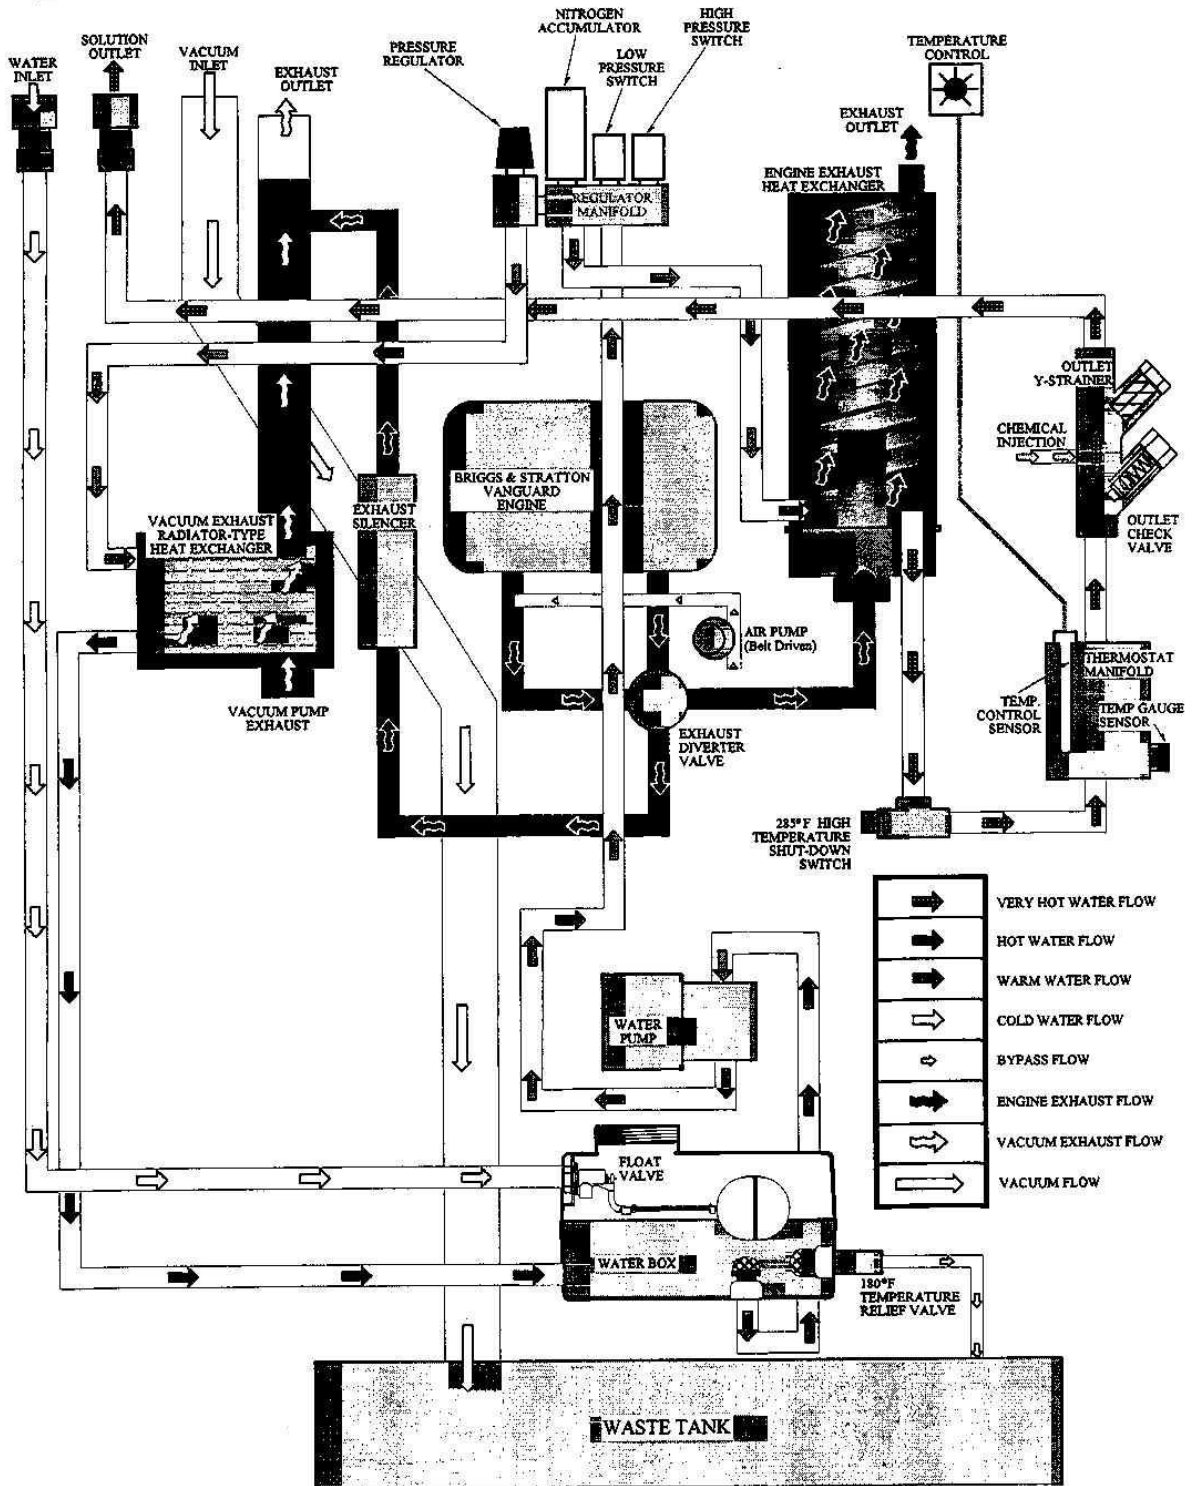 NITROGEN
ACCUMULATOR
HIGH
PRESSURE
SWITCH
SOLUTION
OUTLET
VACUUM
INLET
PRESSURE
REGULATOR
LOW
PRESSURE
SWITCH
TEMPERATURE
CONTROL
WATER
INLET
EXHAUST
OUTLET
EXHAUST
OUTLET
ENGINE EXHAUST
HEAT EXCHANGER
REGULATOR
MANIFOLD
OUTLET
Y-STRAINER
CHEMICAL
INJECTION
BRIGGS & STRATTON
VANGUARD
ENGINE
EXHAUST
SILENCER
VACUUM EXHAUST
RADIATOR-TYPE
HEAT EXCHANGER
OUTLET
CHECK
VALVE
AIR PUMP
(Belt Driven)
THERMOSTAT
MANIFOLD
VACUUM PUMP
EXHAUST
TEMP.
CONTROL
SENSOR
TEMP GAUGE
SENSOR
EXHAUST
DIVERTER
VALVE
285°F HIGH
TEMPERATURE
SHUT-DOWN
SWITCH
VERY HOT WATER FLOW
HOT WATER FLOW
WARM WATER FLOW
COLD WATER FLOW
BYPASS FLOW
ENGINE EXHAUST FLOW
VACUUM EXHAUST FLOW
VACUUM FLOW
WATER
PUMP
FLOAT
VALVE
WATER BOX
180°F
TEMPERATURE
RELIEF VALVE
WASTE TANK